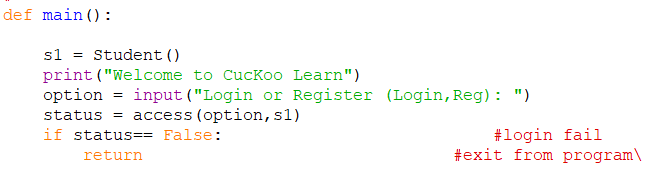 def main():
s1 = Student()
print("Welcome to CucKoo Learn")
option = input("Login or Register (Login,Reg): ")
status = access(option,s1)
if status== False: #login fail
return #exit from program\